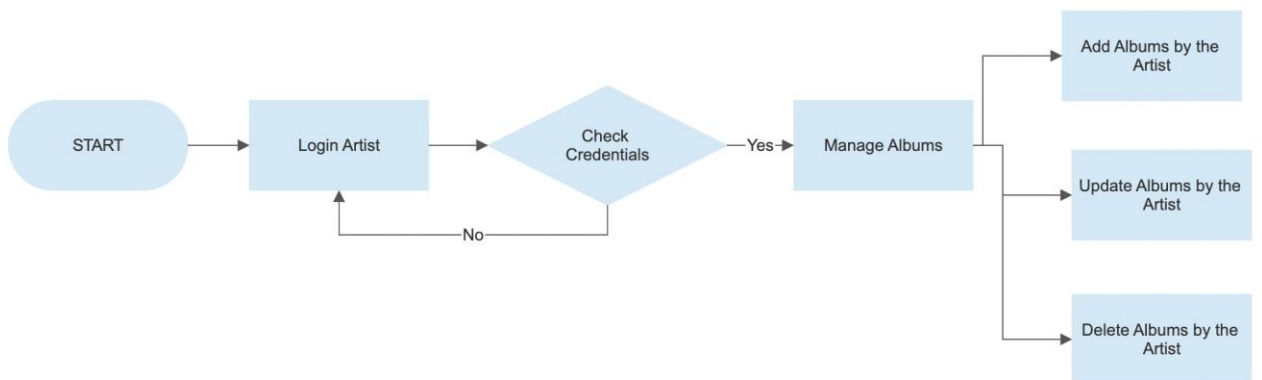 START
Login Artist
Check
Credentials
Yes
No
Manage Albums
Add Albums by the
Artist
Update Albums by the
Artist
Delete Albums by the
Artist